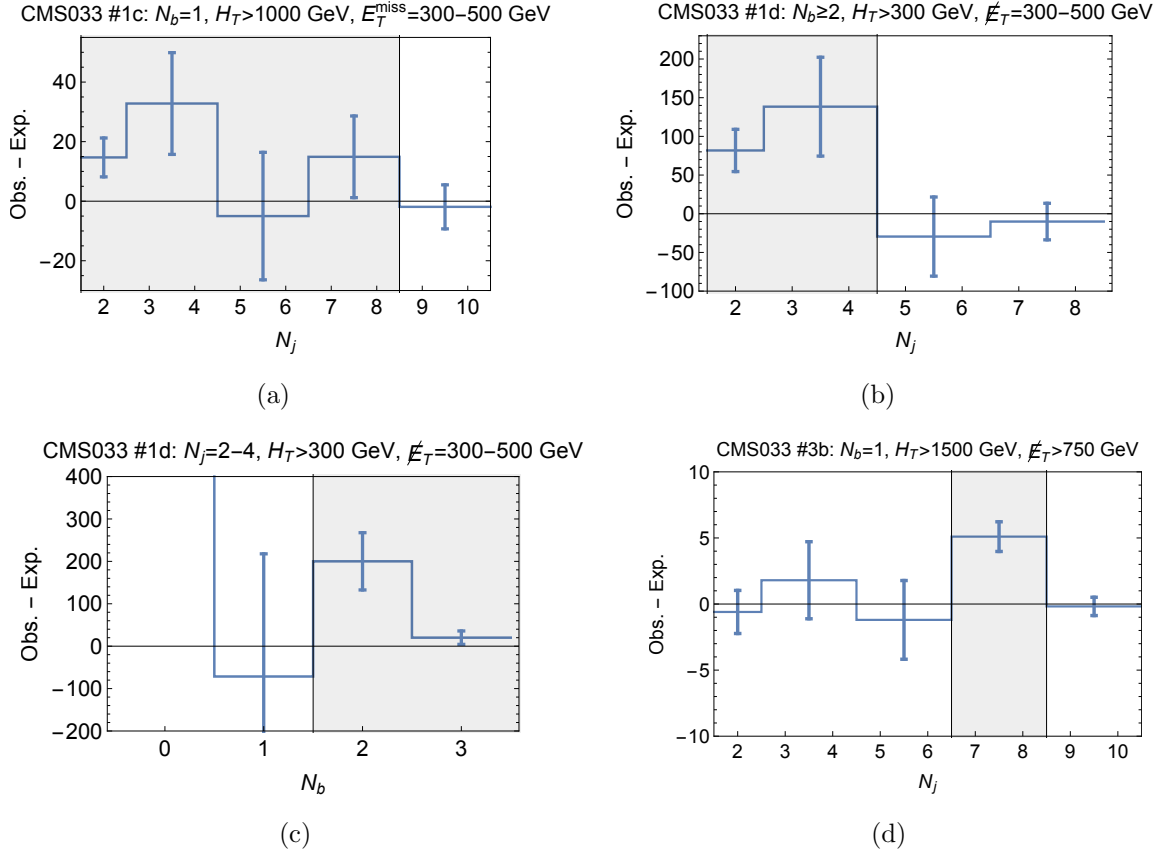 CMS033 #1c: N_b=1, H_T>1000 GeV, E_T^miss=300−500 GeV
Obs. − Exp.
40
20
0
−20
2 3 4 5 6 7 8 9 10
N_j
(a)
CMS033 #1d: N_b≥2, H_T>300 GeV, E̸_T=300−500 GeV
Obs. − Exp.
200
150
100
50
0
−50
−100
2 3 4 5 6 7 8
N_j
(b)
CMS033 #1d: N_j=2−4, H_T>300 GeV, E̸_T=300−500 GeV
Obs. − Exp.
400
300
200
100
0
−100
−200
0 1 2 3
N_b
(c)
CMS033 #3b: N_b=1, H_T>1500 GeV, E̸_T>750 GeV
Obs. − Exp.
10
5
0
−5
−10
2 3 4 5 6 7 8 9 10
N_j
(d)